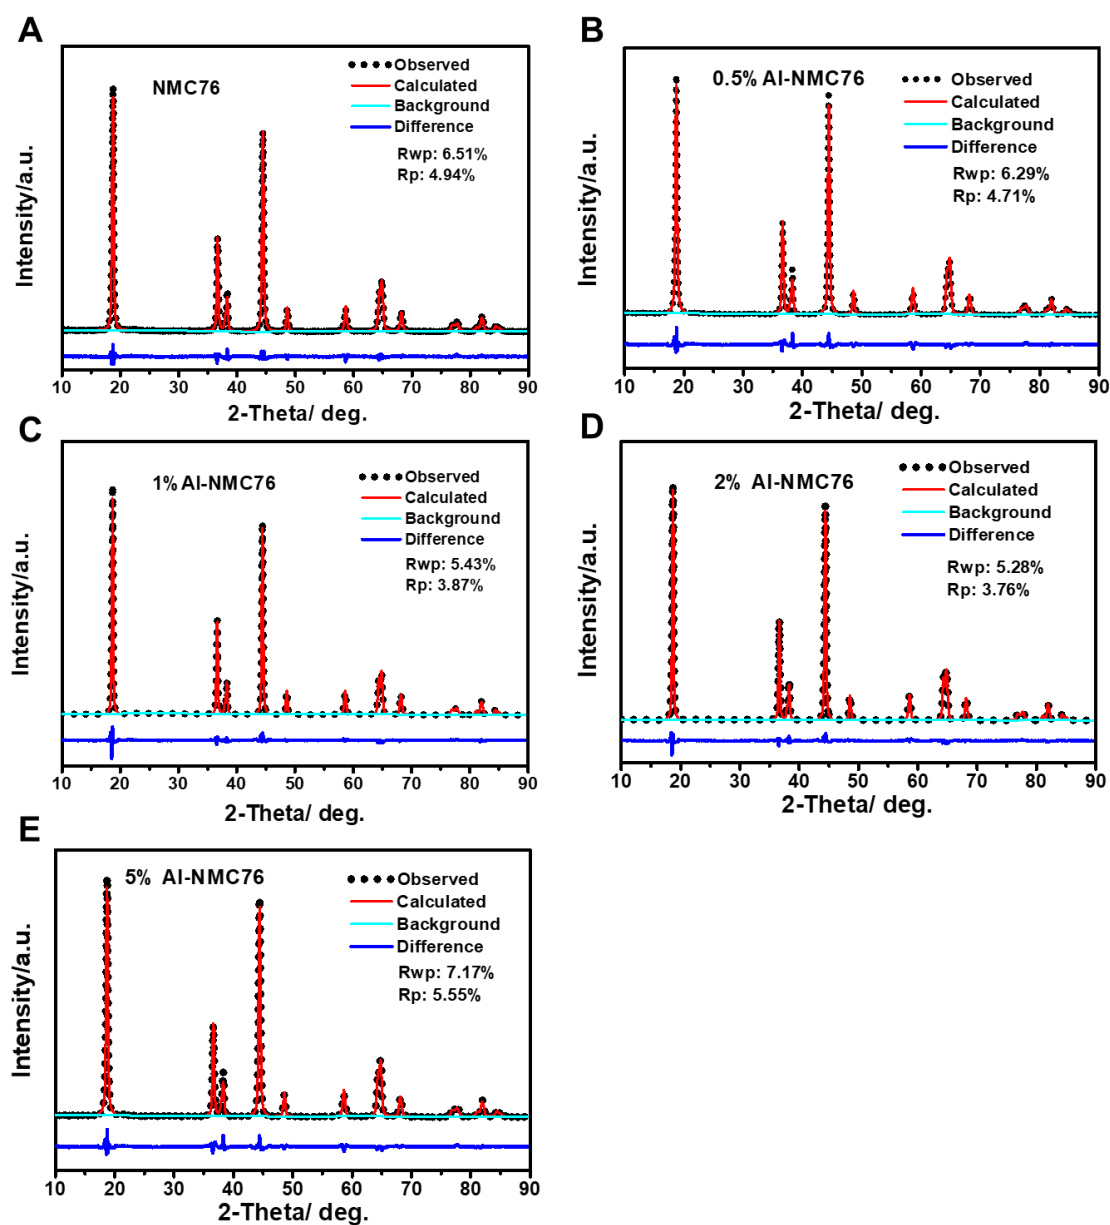 A
NMC76
Observed
Calculated
Background
Difference
Rwp: 6.51%
Rp: 4.94%
Intensity/a.u.
10 20 30 40 50 60 70 80 90
2-Theta/ deg.
B
0.5% Al-NMC76
Observed
Calculated
Background
Difference
Rwp: 6.29%
Rp: 4.71%
Intensity/a.u.
10 20 30 40 50 60 70 80 90
2-Theta/ deg.
C
1% Al-NMC76
Observed
Calculated
Background
Difference
Rwp: 5.43%
Rp: 3.87%
Intensity/a.u.
10 20 30 40 50 60 70 80 90
2-Theta/ deg.
D
2% Al-NMC76
Observed
Calculated
Background
Difference
Rwp: 5.28%
Rp: 3.76%
Intensity/a.u.
10 20 30 40 50 60 70 80 90
2-Theta/ deg.
E
5% Al-NMC76
Observed
Calculated
Background
Difference
Rwp: 7.17%
Rp: 5.55%
Intensity/a.u.
10 20 30 40 50 60 70 80 90
2-Theta/ deg.